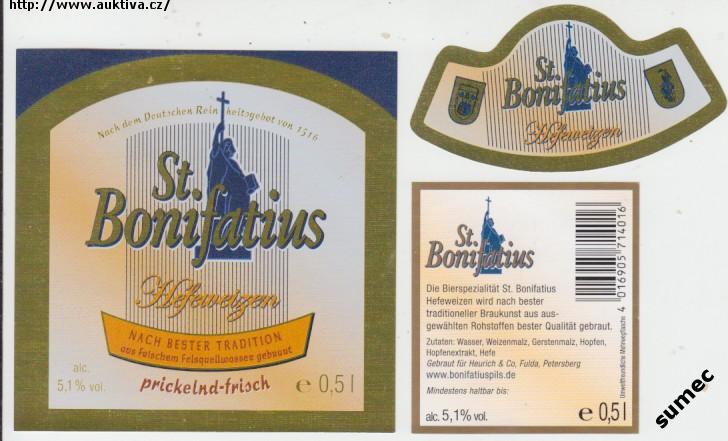 http://www.auktiva.cz/
Nach dem Deutschen Reinheitsgebot von 1516
St.
Bonifatius
Hefeweizen
NACH BESTER TRADITION
aus Falschem Felsquellwasser gebraut
alc.
5,1 % vol.
prickelnd-frisch
e 0,5 l
St.
Bonifatius
Hefeweizen
St.
Bonifatius
Die Bierspezialität St. Bonifatius
Hefeweizen wird nach bester
traditioneller Braukunst aus aus-
gewählten Rohstoffen bester Qualität gebraut.
Zutaten: Wasser, Weizenmalz, Gerstenmalz, Hopfen,
Hopfenextrakt, Hefe
Gebraut für Heurich & Co, Fulda, Petersberg
www.bonifatiuspils.de
Mindestens haltbar bis:
alc. 5,1% vol.
e 0,5 l
Umweltfreundliche Mehrwegflasche
4 016905 714016
sumec